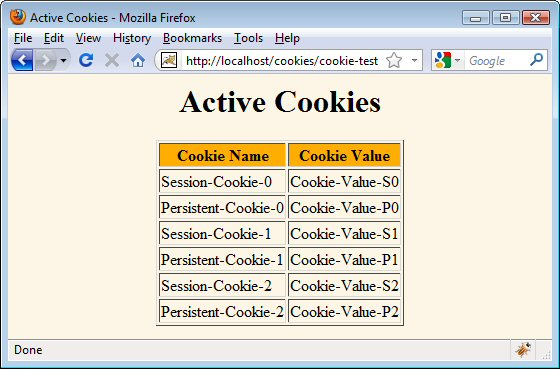 Active Cookies - Mozilla Firefox
File Edit View History Bookmarks Tools Help
http://localhost/cookies/cookie-test
Google
Active Cookies
Cookie Name Cookie Value
Session-Cookie-0 Cookie-Value-S0
Persistent-Cookie-0 Cookie-Value-P0
Session-Cookie-1 Cookie-Value-S1
Persistent-Cookie-1 Cookie-Value-P1
Session-Cookie-2 Cookie-Value-S2
Persistent-Cookie-2 Cookie-Value-P2
Done